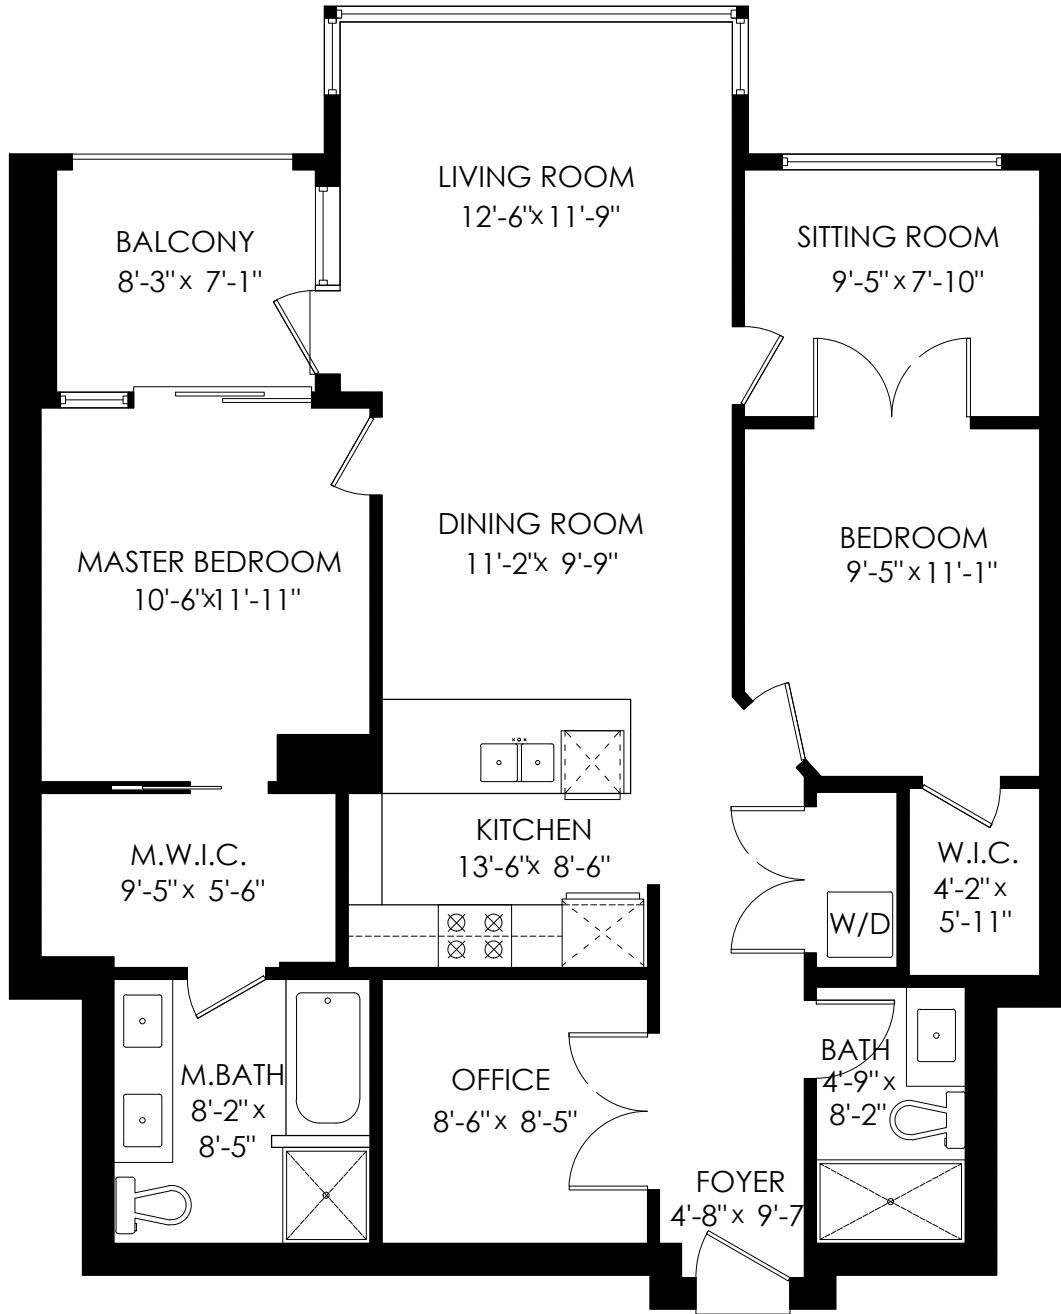 LIVING ROOM
12'-6"x 11'-9"
BALCONY
8'-3" x 7'-1"
SITTING ROOM
9'-5" x 7'-10"
MASTER BEDROOM
10'-6"x11'-11"
DINING ROOM
11'-2"x 9'-9"
BEDROOM
9'-5" x 11'-1"
M.W.I.C.
9'-5" x 5'-6"
KITCHEN
13'-6"x 8'-6"
W/D
W.I.C.
4'-2" x
5'-11"
M.BATH
8'-2" x
8'-5"
OFFICE
8'-6" x 8'-5"
BATH
4'-9" x
8'-2"
FOYER
4'-8" x 9'-7